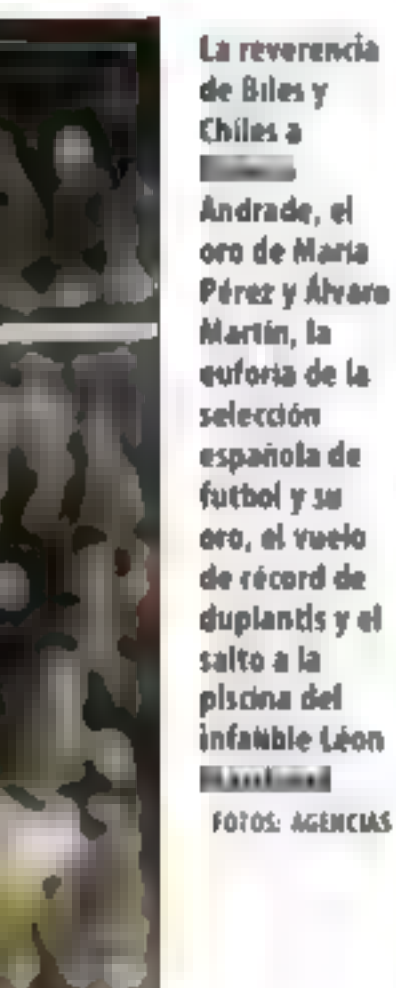 La reverencia
de Biles y
Chiles a
Andrade, el
oro de María
Pérez y Álvaro
Martín, la
euforia de la
selección
española de
futbol y su
oro, el vuelo
de récord de
duplantis y el
salto a la
piscina del
infalible Léon
FOTOS: AGENCIAS